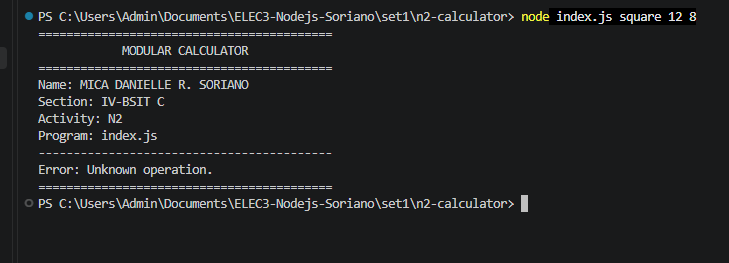 PS C:\Users\Admin\Documents\ELEC3-Nodejs-Soriano\set1\n2-calculator> node index.js square 12 8
==========================================
MODULAR CALCULATOR
==========================================
Name: MICA DANIELLE R. SORIANO
Section: IV-BSIT C
Activity: N2
Program: index.js
------------------------------------------
Error: Unknown operation.
==========================================
PS C:\Users\Admin\Documents\ELEC3-Nodejs-Soriano\set1\n2-calculator>